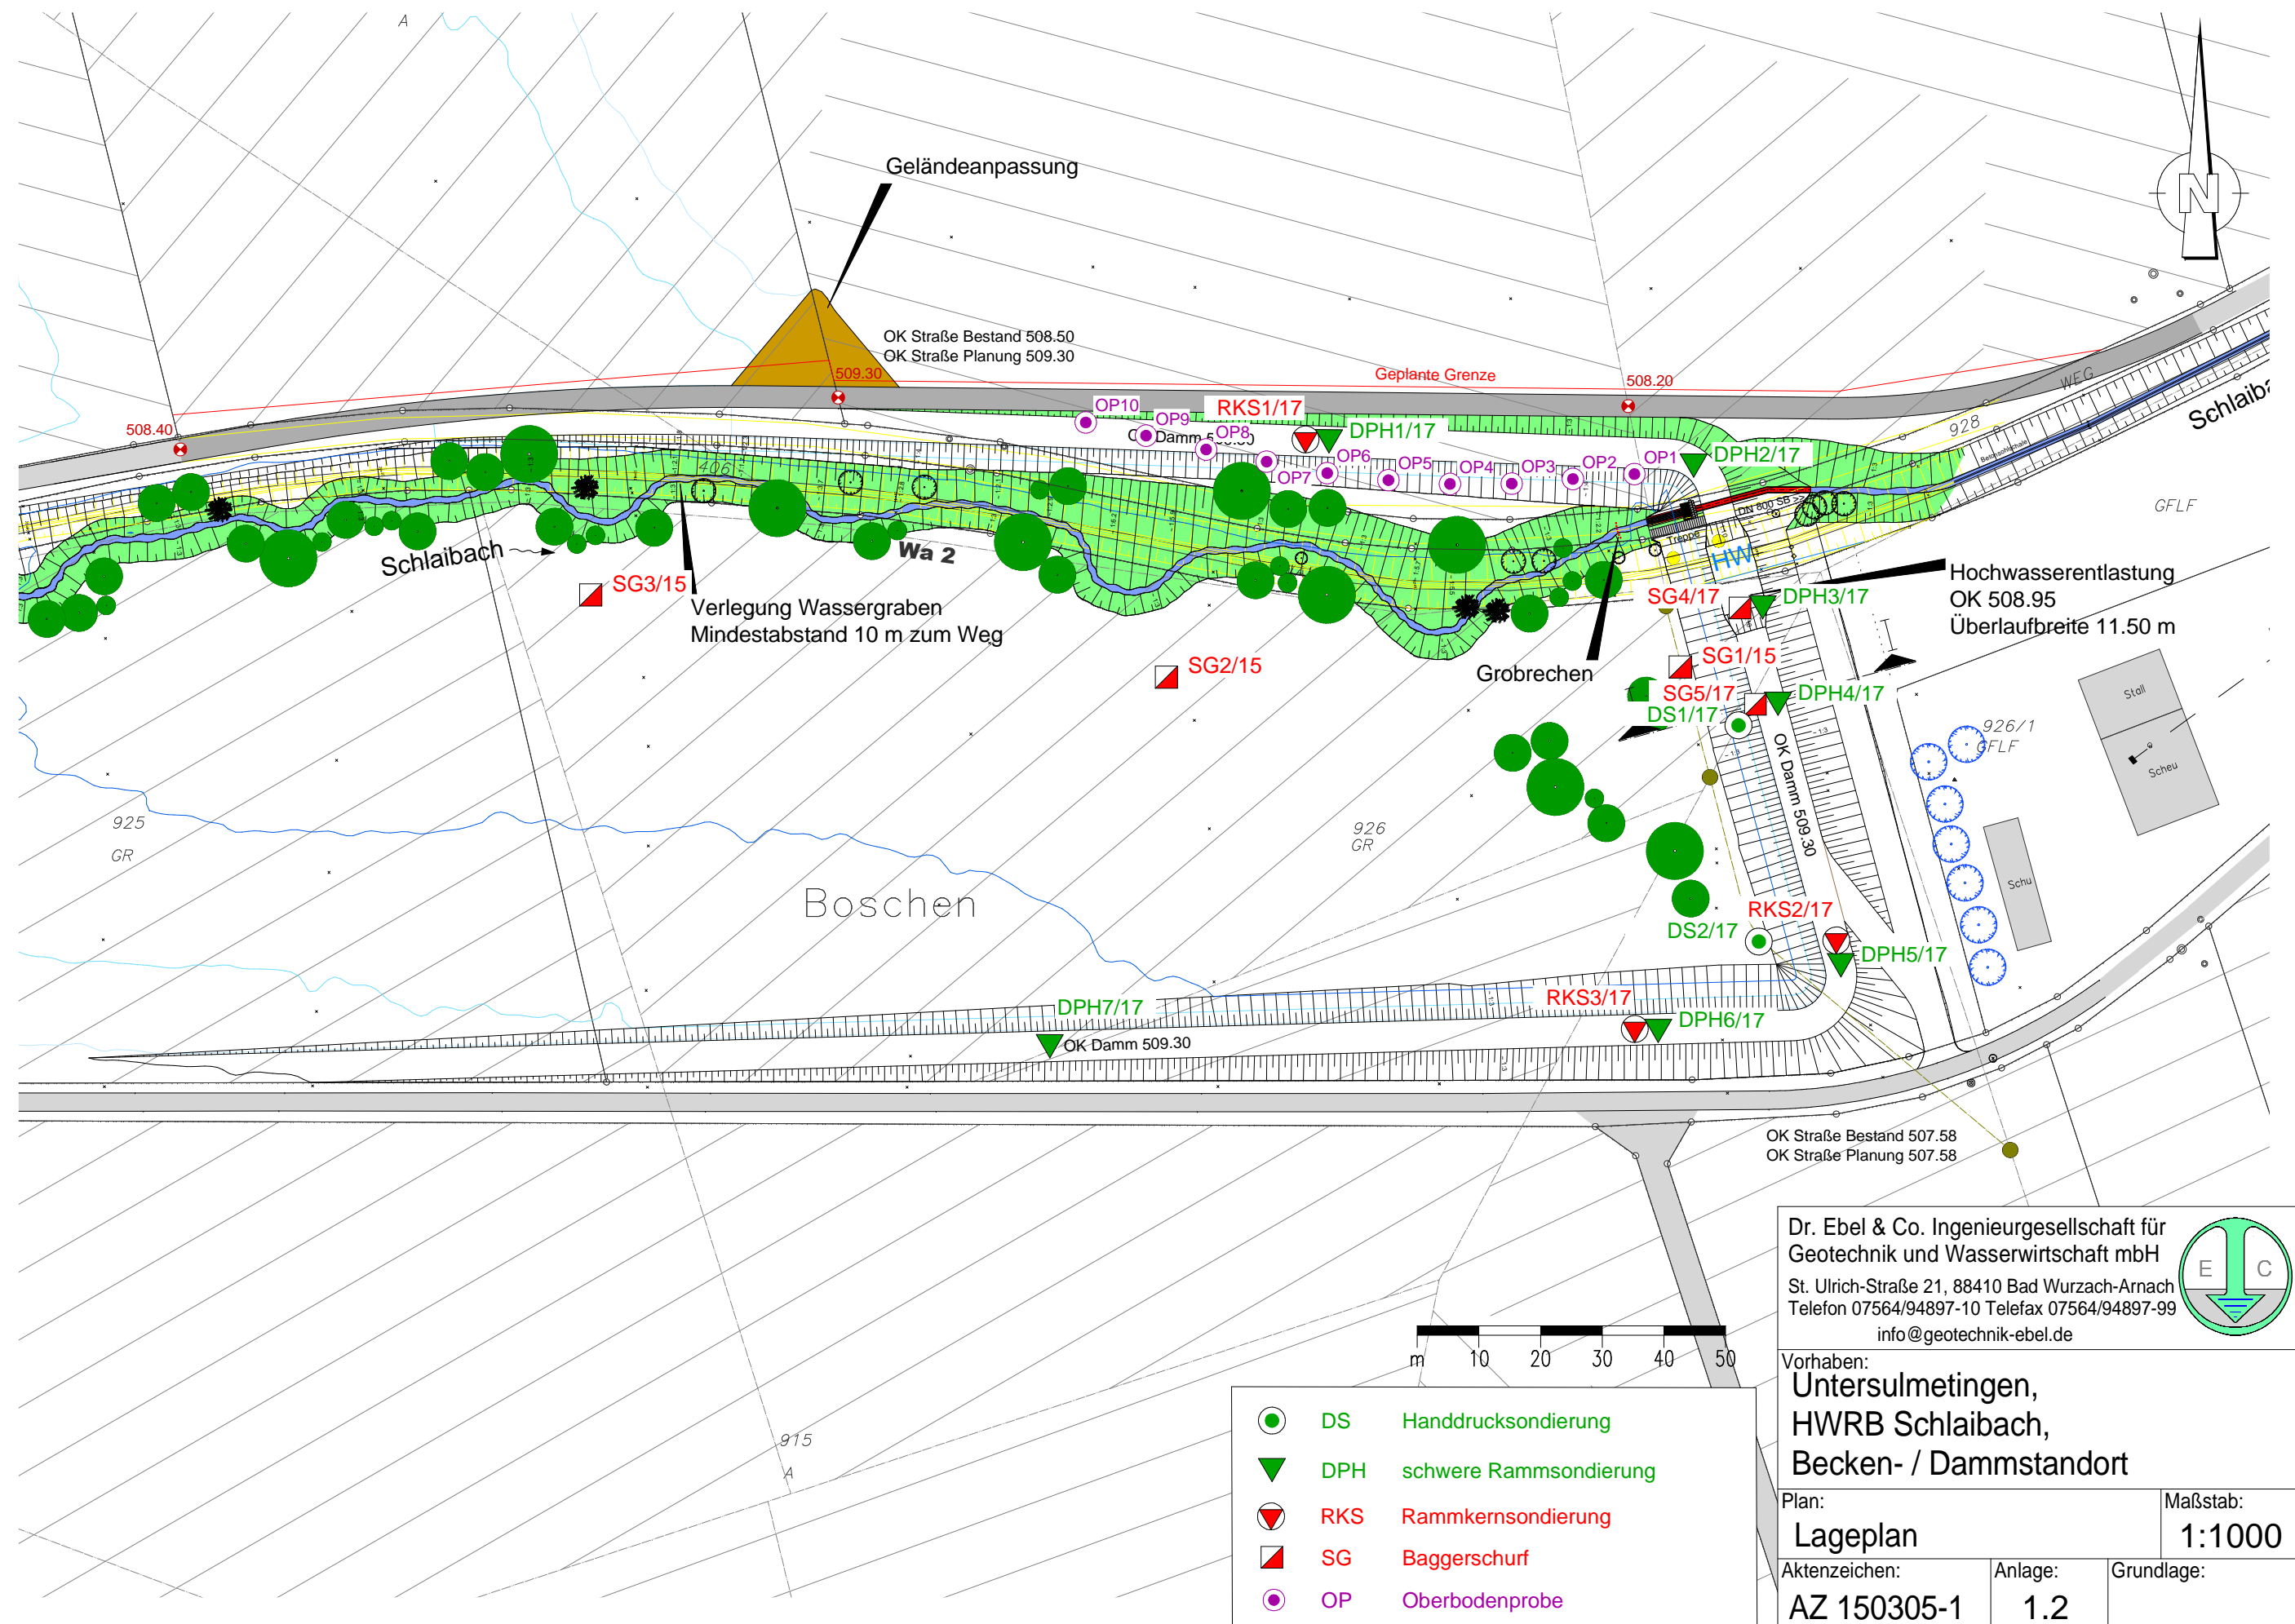 A
Geländeanpassung
N
OK Straße Bestand 508.50
OK Straße Planung 509.30
509.30
Geplante Grenze
508.20
WEG
Schlaiba
928
508.40
OP10
OP9
OP8
RKS1/17
DPH1/17
OP7
OP6
OP5
OP4
OP3
OP2
OP1
DPH2/17
Betonschale
GFLF
406
DN 800 SB
Treppe
HW
Schlaibach
Wa 2
SG3/15
Verlegung Wassergraben
Mindestabstand 10 m zum Weg
SG2/15
Grobrechen
SG4/17
DPH3/17
Hochwasserentlastung
OK 508.95
Überlaufbreite 11.50 m
SG1/15
SG5/17
DPH4/17
DS1/17
OK Damm 509.30
Stall
Scheu
926/1
GFLF
Schu
925
GR
926
GR
Boschen
RKS2/17
DS2/17
DPH5/17
DPH7/17
RKS3/17
DPH6/17
OK Damm 509.30
OK Straße Bestand 507.58
OK Straße Planung 507.58
915
A
m 10 20 30 40 50
DS Handdrucksondierung
DPH schwere Rammsondierung
RKS Rammkernsondierung
SG Baggerschurf
OP Oberbodenprobe
Dr. Ebel & Co. Ingenieurgesellschaft für
Geotechnik und Wasserwirtschaft mbH
St. Ulrich-Straße 21, 88410 Bad Wurzach-Arnach
Telefon 07564/94897-10 Telefax 07564/94897-99
info@geotechnik-ebel.de
E C
Vorhaben:
Untersulmetingen,
HWRB Schlaibach,
Becken- / Dammstandort
Plan:
Lageplan
Maßstab:
1:1000
Aktenzeichen:
AZ 150305-1
Anlage:
1.2
Grundlage: